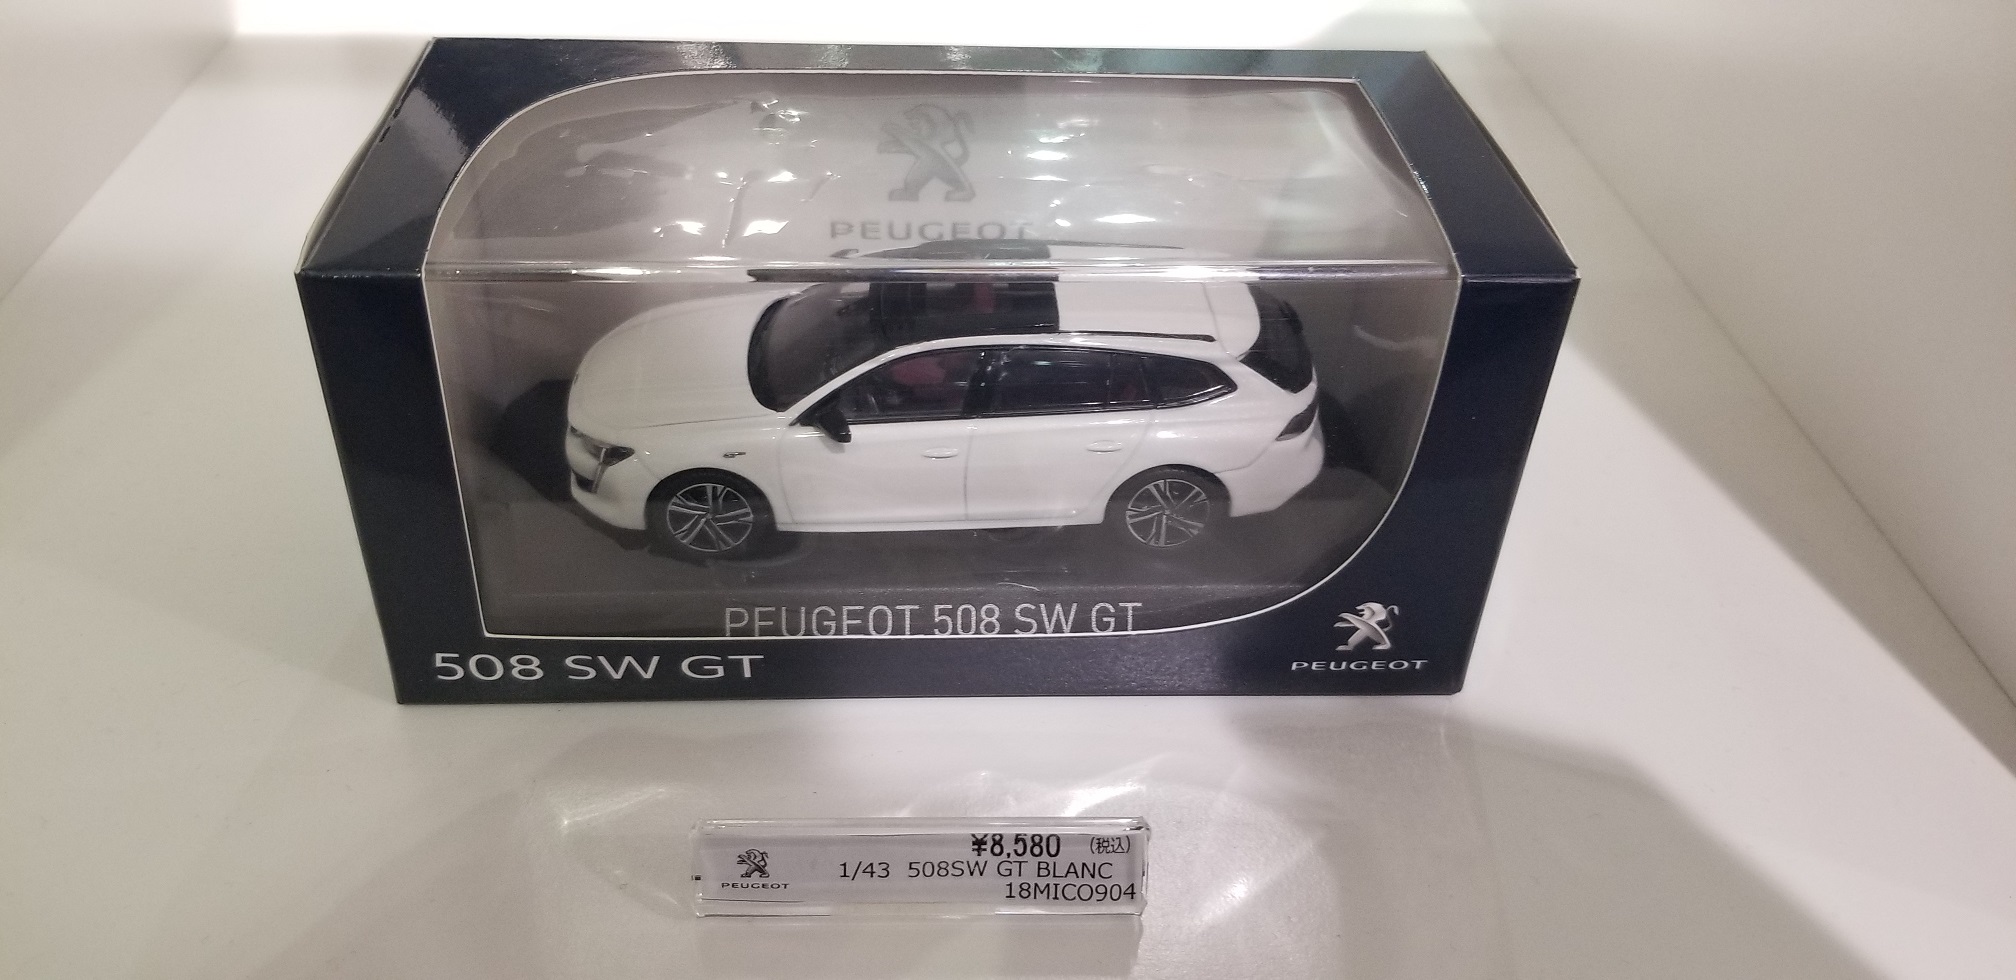 PEUGEOT
PEUGEOT 508 SW GT
508 SW GT
PEUGEOT
¥8,580 (税込)
PEUGEOT
1/43 508SW GT BLANC
18MICO904